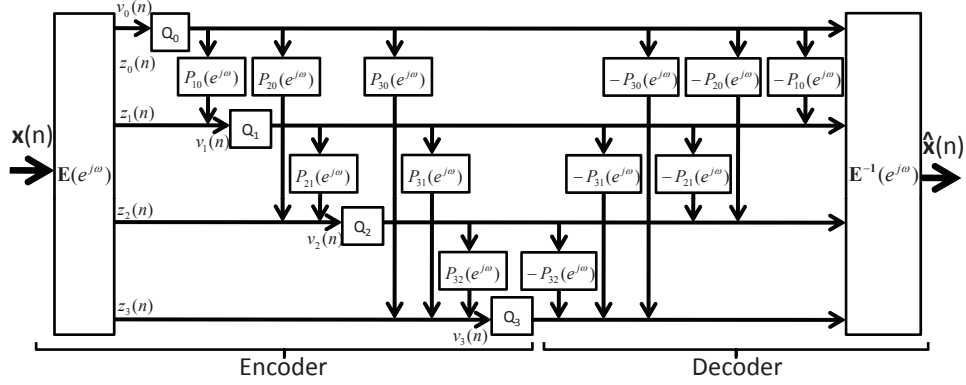 v₀(n)
Q₀
z₀(n)
P₁₀(e^{jω}) P₂₀(e^{jω}) P₃₀(e^{jω}) −P₃₀(e^{jω}) −P₂₀(e^{jω}) −P₁₀(e^{jω})
z₁(n)
x(n)
Q₁
v₁(n)
x̂(n)
E(e^{jω})
P₂₁(e^{jω}) P₃₁(e^{jω}) −P₃₁(e^{jω}) −P₂₁(e^{jω})
E⁻¹(e^{jω})
z₂(n)
Q₂
v₂(n)
P₃₂(e^{jω}) −P₃₂(e^{jω})
z₃(n)
Q₃
v₃(n)
Encoder Decoder